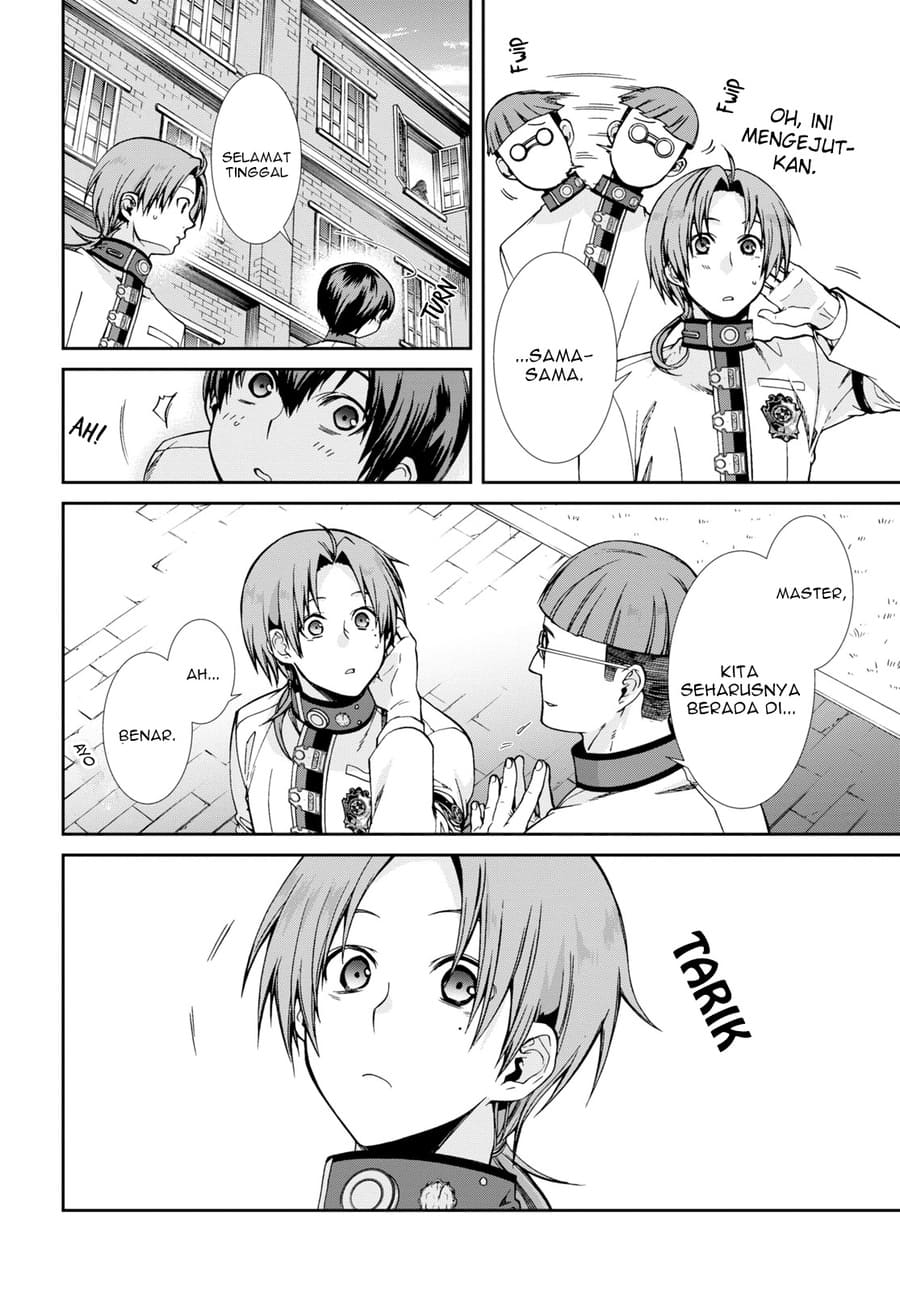 Fwip
Fwip
OH, INI
MENGEJUT-
KAN.
...SAMA-
SAMA.
SELAMAT
TINGGAL
TURN
AH!
MASTER,
KITA
SEHARUSNYA
BERADA DI...
AH...
BENAR.
TARIK